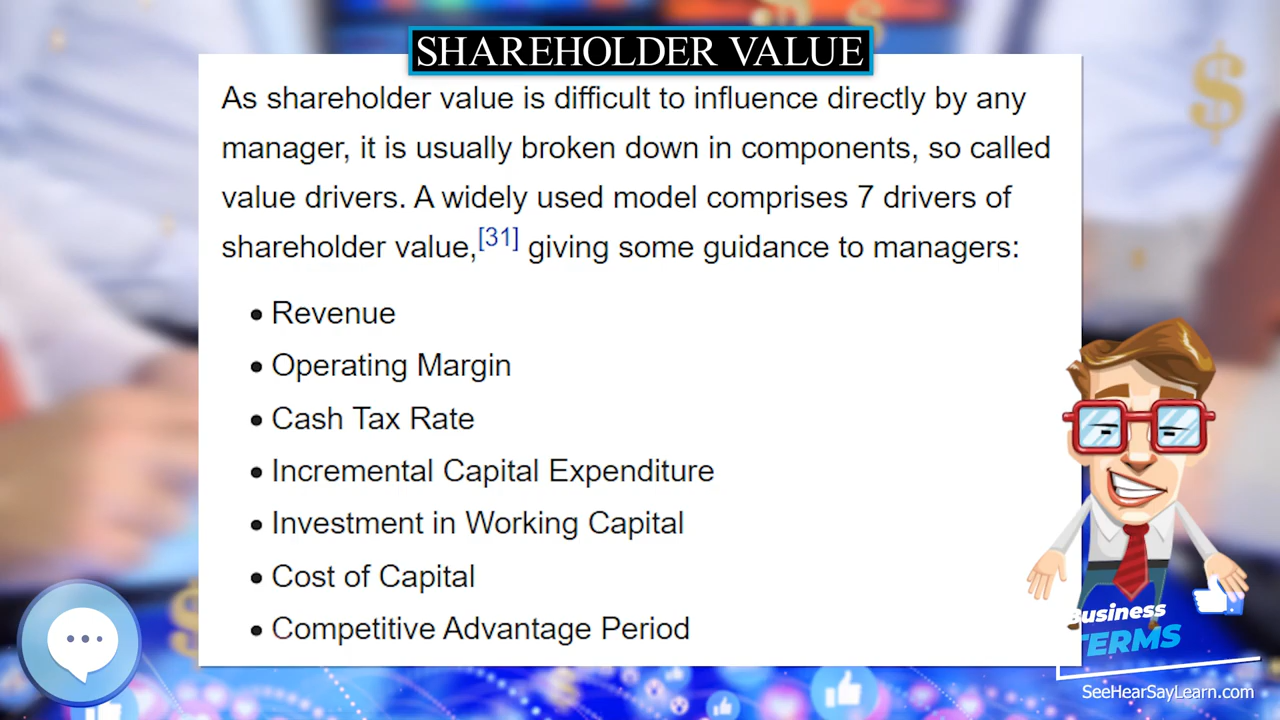 SHAREHOLDER VALUE
As shareholder value is difficult to influence directly by any
manager, it is usually broken down in components, so called
value drivers. A widely used model comprises 7 drivers of
shareholder value,[31] giving some guidance to managers:
• Revenue
• Operating Margin
• Cash Tax Rate
• Incremental Capital Expenditure
• Investment in Working Capital
• Cost of Capital
• Competitive Advantage Period
Business
TERMS
SeeHearSayLearn.com